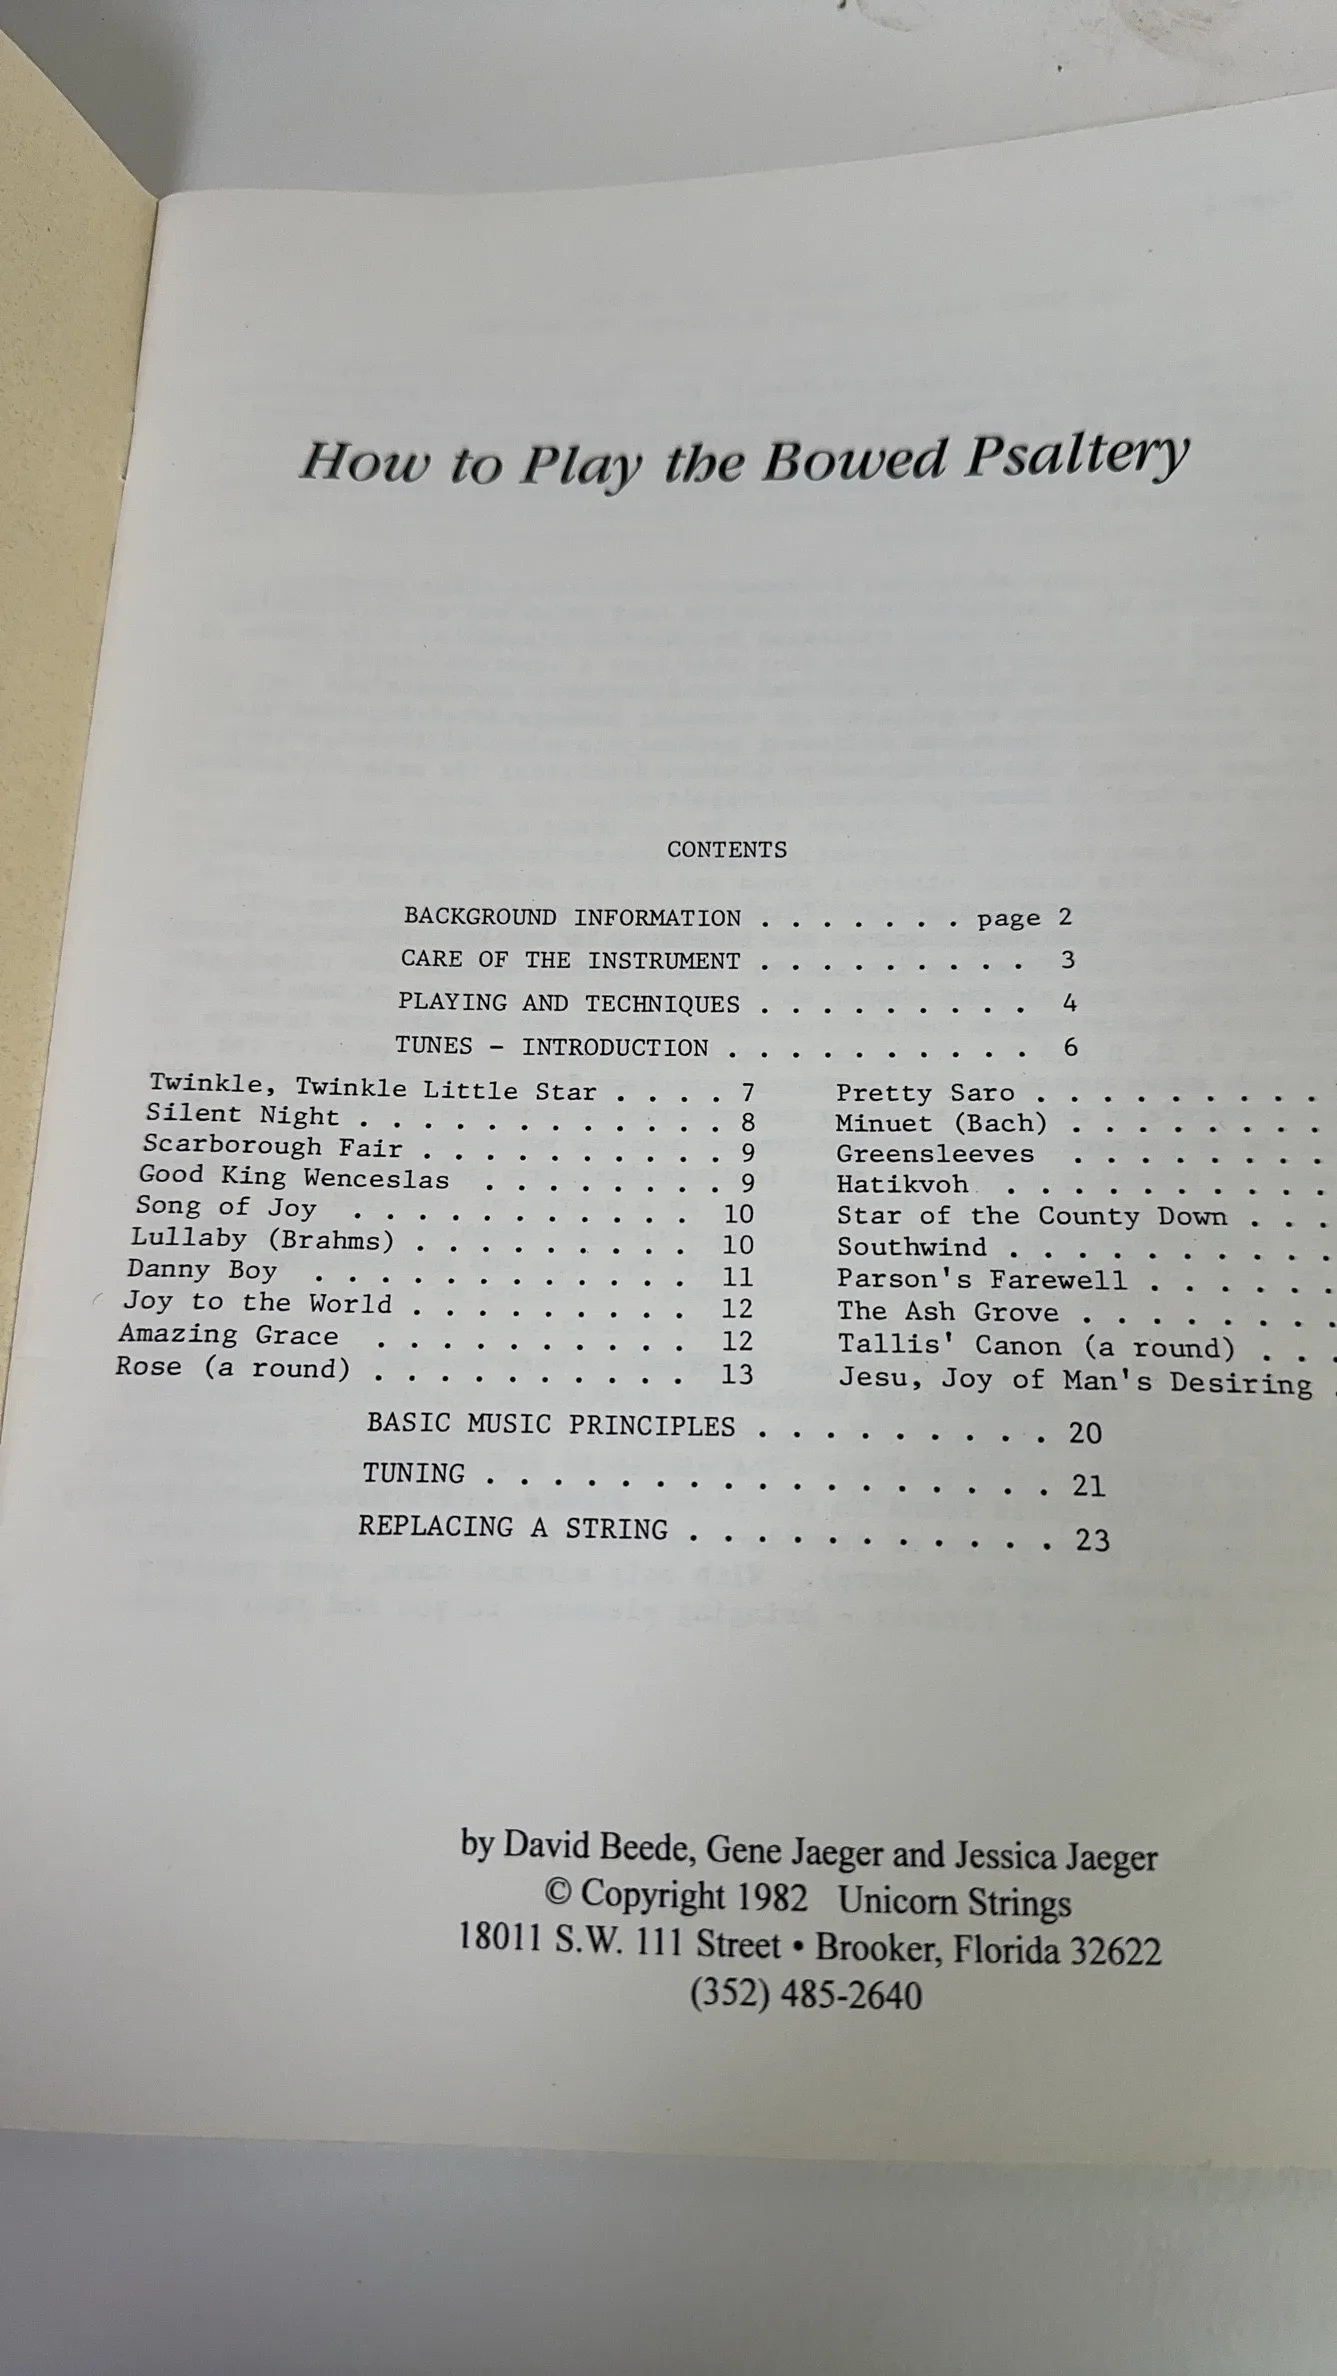 How to Play the Bowed Psaltery
CONTENTS
BACKGROUND INFORMATION . . . . . . . page 2
CARE OF THE INSTRUMENT . . . . . . . . . 3
PLAYING AND TECHNIQUES . . . . . . . . . 4
TUNES - INTRODUCTION . . . . . . . . . . 6
Twinkle, Twinkle Little Star . . . . 7
Silent Night . . . . . . . . . . . . 8
Scarborough Fair . . . . . . . . . . 9
Good King Wenceslas . . . . . . . . 9
Song of Joy . . . . . . . . . . . 10
Lullaby (Brahms) . . . . . . . . . 10
Danny Boy . . . . . . . . . . . . 11
Joy to the World . . . . . . . . . 12
Amazing Grace . . . . . . . . . . 12
Rose (a round) . . . . . . . . . . 13
Pretty Saro . . . . . . . . .
Minuet (Bach) . . . . . . . .
Greensleeves . . . . . . . .
Hatikvoh . . . . . . . . . .
Star of the County Down . . .
Southwind . . . . . . . . . .
Parson's Farewell . . . . . .
The Ash Grove . . . . . . . .
Tallis' Canon (a round) . . .
Jesu, Joy of Man's Desiring .
BASIC MUSIC PRINCIPLES . . . . . . . . . 20
TUNING . . . . . . . . . . . . . . . . . 21
REPLACING A STRING . . . . . . . . . . . 23
by David Beede, Gene Jaeger and Jessica Jaeger
© Copyright 1982 Unicorn Strings
18011 S.W. 111 Street • Brooker, Florida 32622
(352) 485-2640